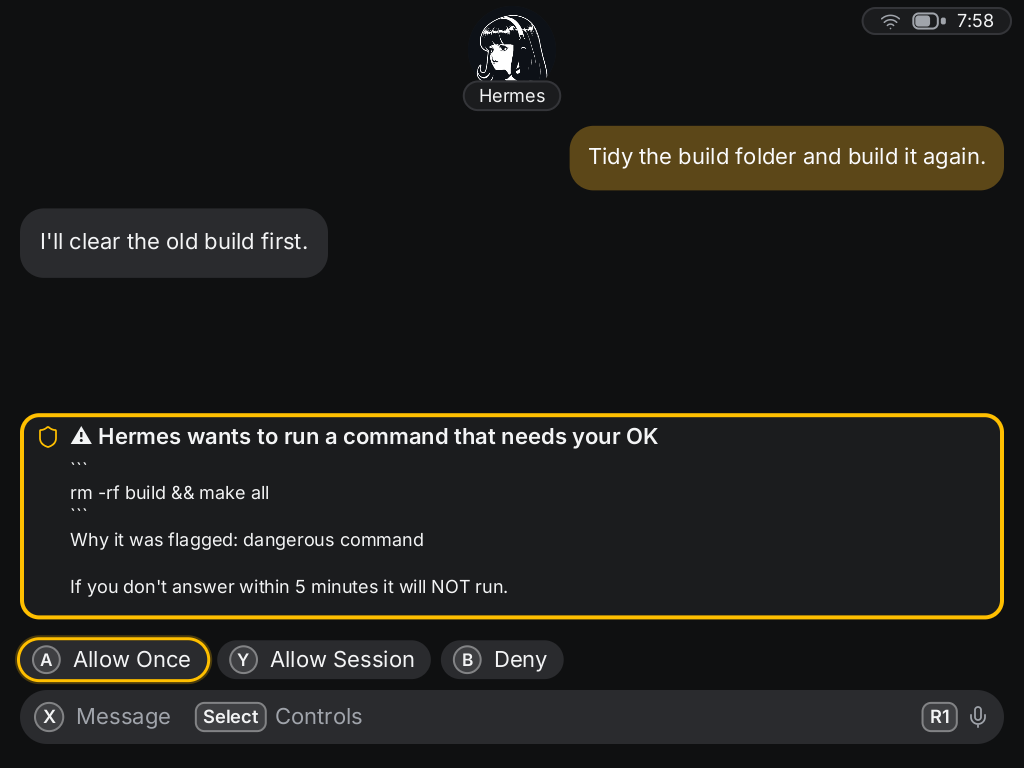 7:58
Hermes
Tidy the build folder and build it again.
I'll clear the old build first.
⚠ Hermes wants to run a command that needs your OK
```
rm -rf build && make all
```
Why it was flagged: dangerous command
If you don't answer within 5 minutes it will NOT run.
A Allow Once Y Allow Session B Deny
X Message Select Controls R1